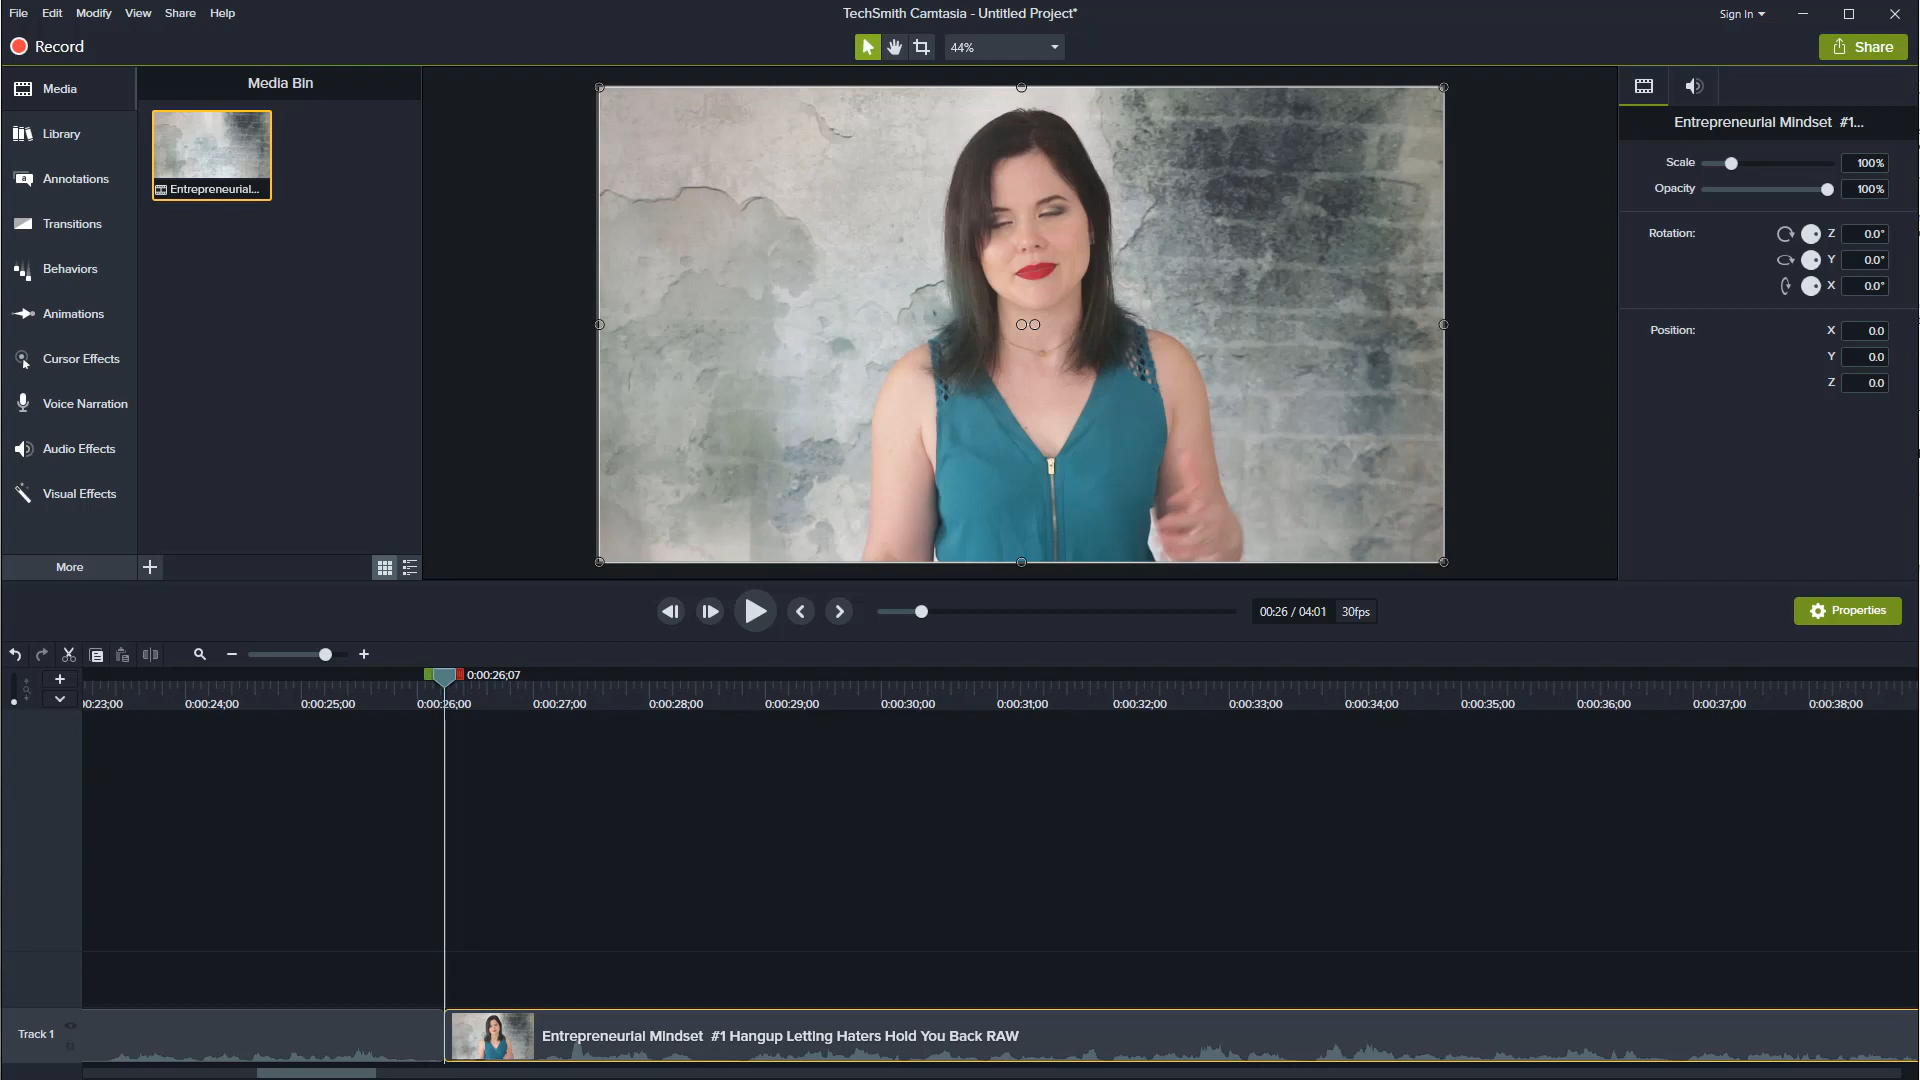 File Edit Modify View Share Help
TechSmith Camtasia - Untitled Project*
Sign In
Record
44%
Share
Media
Library
Annotations
Transitions
Behaviors
Animations
Cursor Effects
Voice Narration
Audio Effects
Visual Effects
More
Media Bin
Entrepreneurial...
Entrepreneurial Mindset #1...
Scale 100%
Opacity 100%
Rotation: Z 0.0°
Y 0.0°
X 0.0°
Position: X 0.0
Y 0.0
Z 0.0
00:26 / 04:01 30fps
Properties
0:00:26;07
0:00:24;00 0:00:25;00 0:00:26;00 0:00:27;00 0:00:28;00 0:00:29;00 0:00:30;00 0:00:31;00 0:00:32;00 0:00:33;00 0:00:34;00 0:00:35;00 0:00:36;00 0:00:37;00 0:00:38;00
Track 1
Entrepreneurial Mindset #1 Hangup Letting Haters Hold You Back RAW